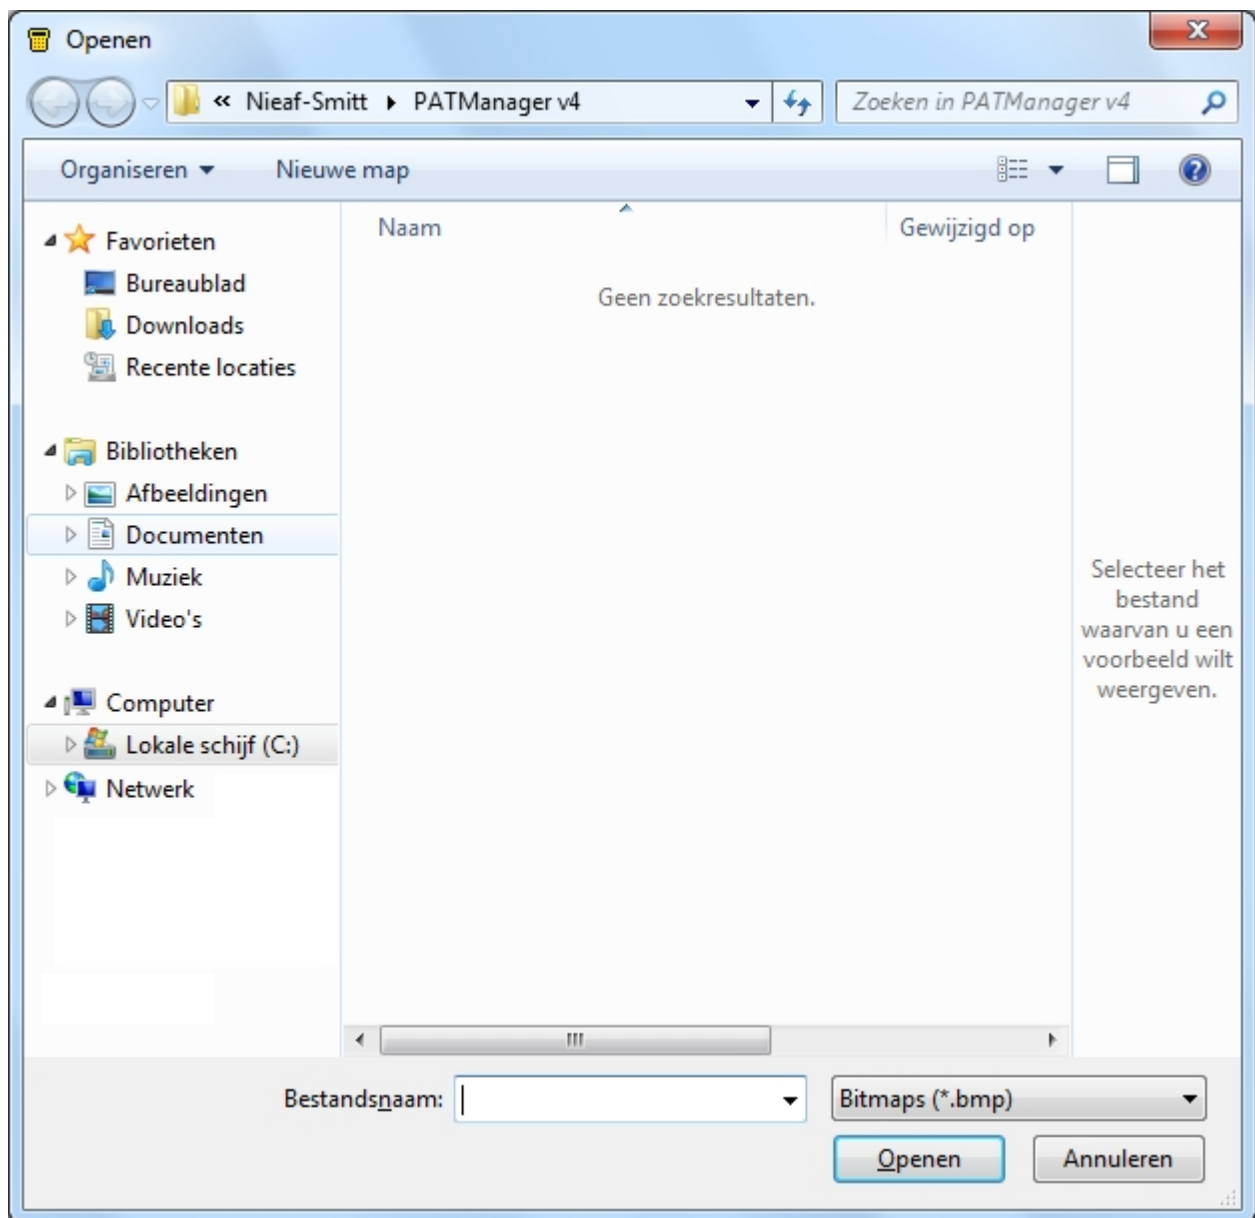 Openen
« Nieaf-Smitt ▸ PATManager v4
Zoeken in PATManager v4
Organiseren
Nieuwe map
Naam
Gewijzigd op
Geen zoekresultaten.
Favorieten
Bureaublad
Downloads
Recente locaties
Bibliotheken
Afbeeldingen
Documenten
Muziek
Video's
Computer
Lokale schijf (C:)
Netwerk
Selecteer het
bestand
waarvan u een
voorbeeld wilt
weergeven.
Bestandsnaam:
Bitmaps (*.bmp)
Openen
Annuleren